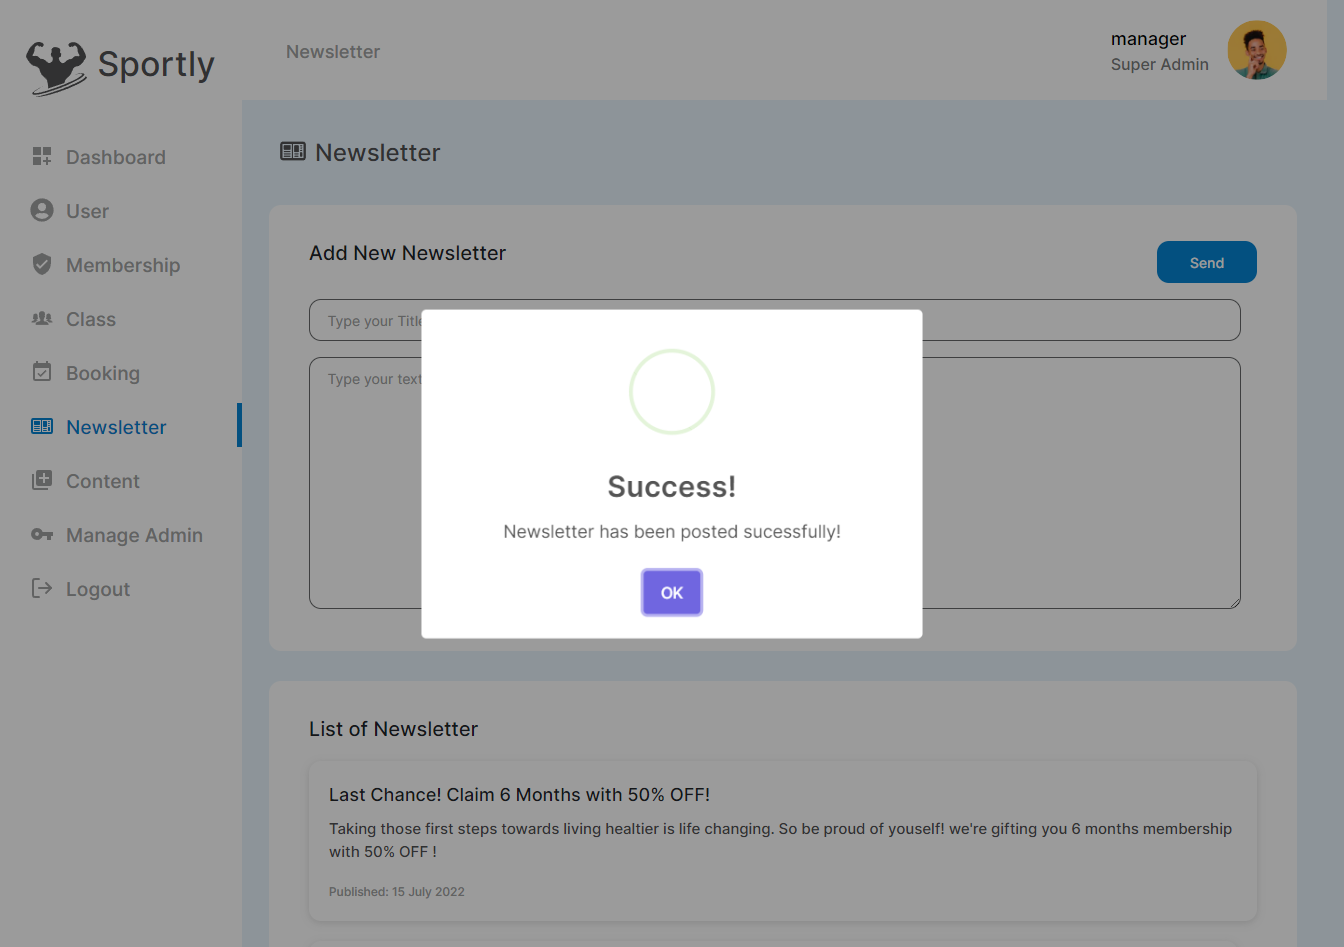 Sportly
Newsletter
manager
Super Admin
Dashboard
User
Membership
Class
Booking
Newsletter
Content
Manage Admin
Logout
Newsletter
Add New Newsletter
Send
Type your Title
Type your text
Success!
Newsletter has been posted sucessfully!
OK
List of Newsletter
Last Chance! Claim 6 Months with 50% OFF!
Taking those first steps towards living healtier is life changing. So be proud of youself! we're gifting you 6 months membership
with 50% OFF !
Published: 15 July 2022